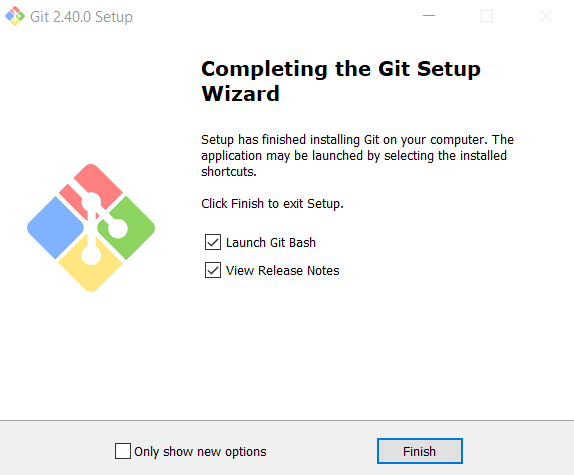 Git 2.40.0 Setup
Completing the Git Setup
Wizard
Setup has finished installing Git on your computer. The
application may be launched by selecting the installed
shortcuts.
Click Finish to exit Setup.
Launch Git Bash
View Release Notes
Only show new options
Finish